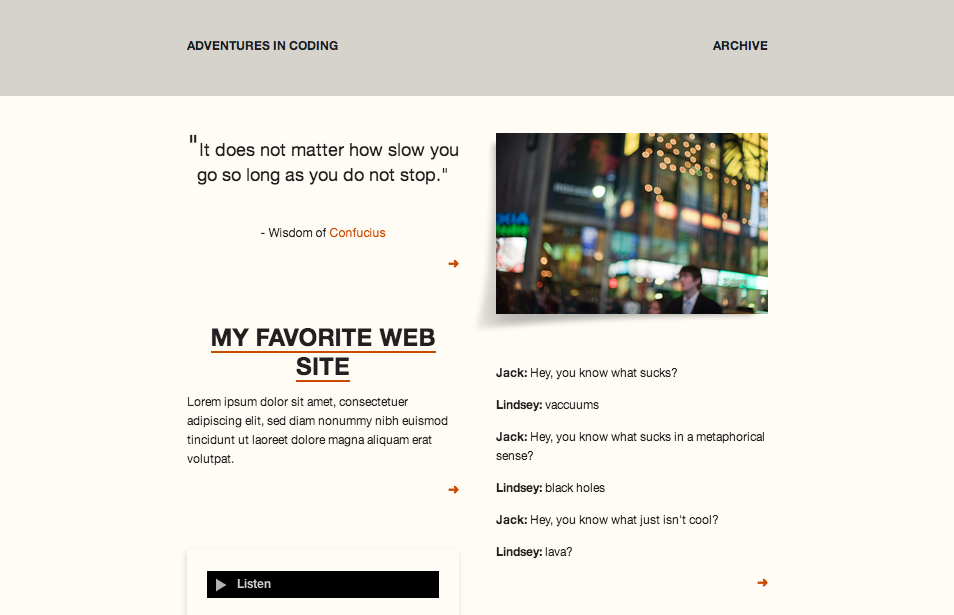 ADVENTURES IN CODING
ARCHIVE
"It does not matter how slow you
go so long as you do not stop."
- Wisdom of Confucius
➜
MY FAVORITE WEB
SITE
Lorem ipsum dolor sit amet, consectetuer
adipiscing elit, sed diam nonummy nibh euismod
tincidunt ut laoreet dolore magna aliquam erat
volutpat.
➜
Listen
Jack: Hey, you know what sucks?
Lindsey: vaccuums
Jack: Hey, you know what sucks in a metaphorical
sense?
Lindsey: black holes
Jack: Hey, you know what just isn't cool?
Lindsey: lava?
➜